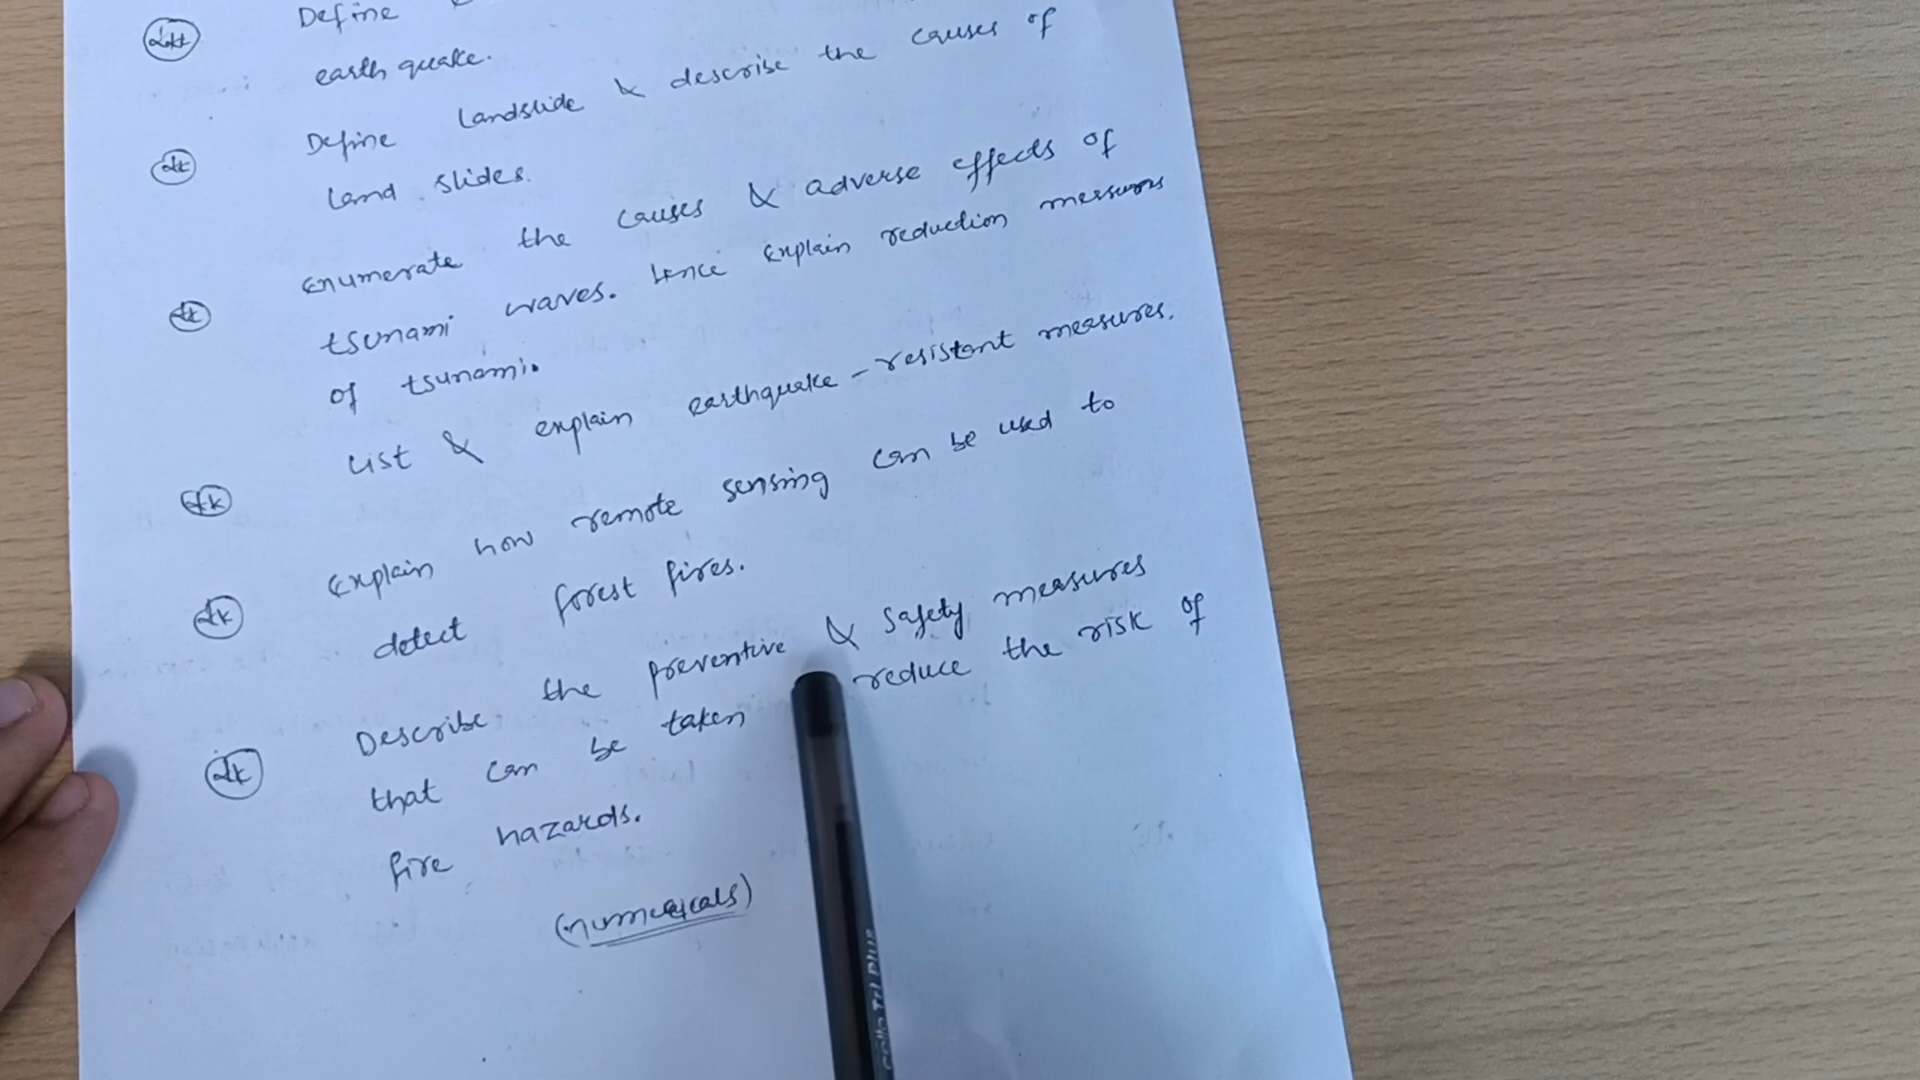 Define
earth quake.
Define Landslide & describe the causes of
Land slides.
Enumerate the causes & adverse effects of
tsunami waves. Hence explain reduction measures
of tsunami.
List & explain earthquake-resistant measures.
Explain how remote sensing can be used to
detect forest fires.
Describe the preventive & safety measures
that can be taken reduce the risk of
fire hazards.
(numericals)